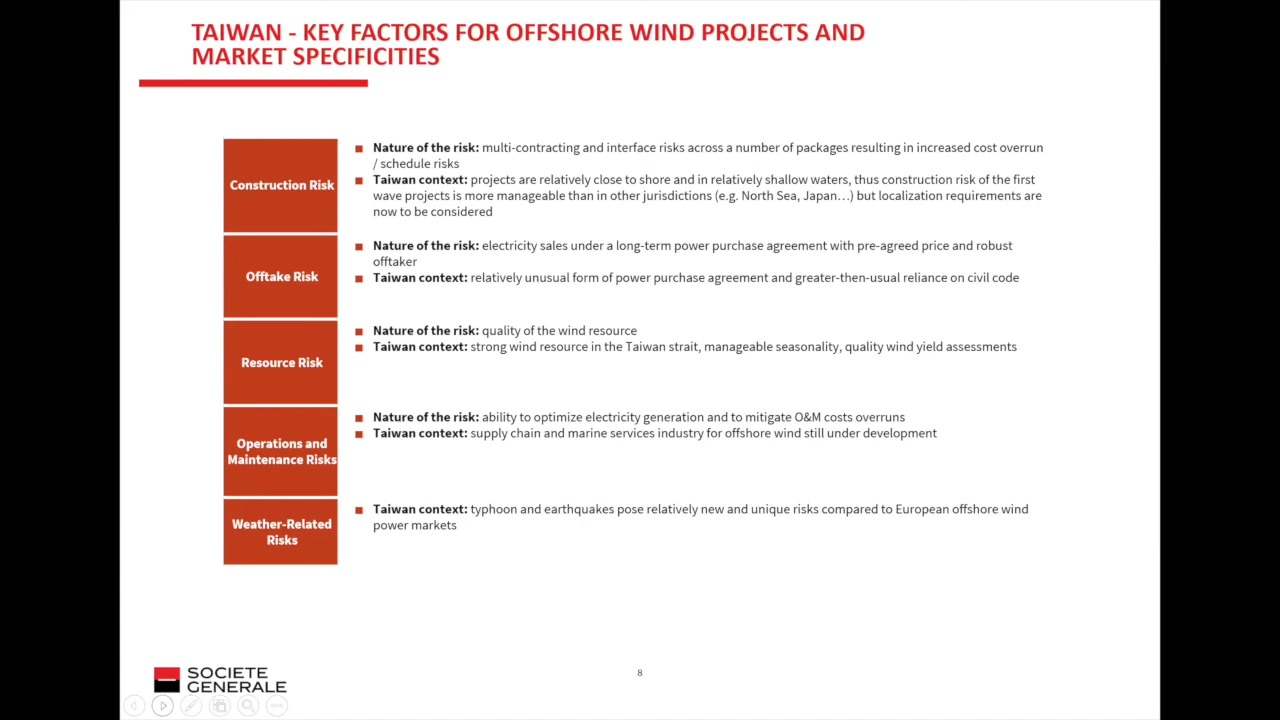 TAIWAN - KEY FACTORS FOR OFFSHORE WIND PROJECTS AND
MARKET SPECIFICITIES
Construction Risk
Nature of the risk: multi-contracting and interface risks across a number of packages resulting in increased cost overrun
/ schedule risks
Taiwan context: projects are relatively close to shore and in relatively shallow waters, thus construction risk of the first
wave projects is more manageable than in other jurisdictions (e.g. North Sea, Japan…) but localization requirements are
now to be considered
Offtake Risk
Nature of the risk: electricity sales under a long-term power purchase agreement with pre-agreed price and robust
offtaker
Taiwan context: relatively unusual form of power purchase agreement and greater-then-usual reliance on civil code
Resource Risk
Nature of the risk: quality of the wind resource
Taiwan context: strong wind resource in the Taiwan strait, manageable seasonality, quality wind yield assessments
Operations and
Maintenance Risks
Nature of the risk: ability to optimize electricity generation and to mitigate O&M costs overruns
Taiwan context: supply chain and marine services industry for offshore wind still under development
Weather-Related
Risks
Taiwan context: typhoon and earthquakes pose relatively new and unique risks compared to European offshore wind
power markets
SOCIETE
GENERALE
8